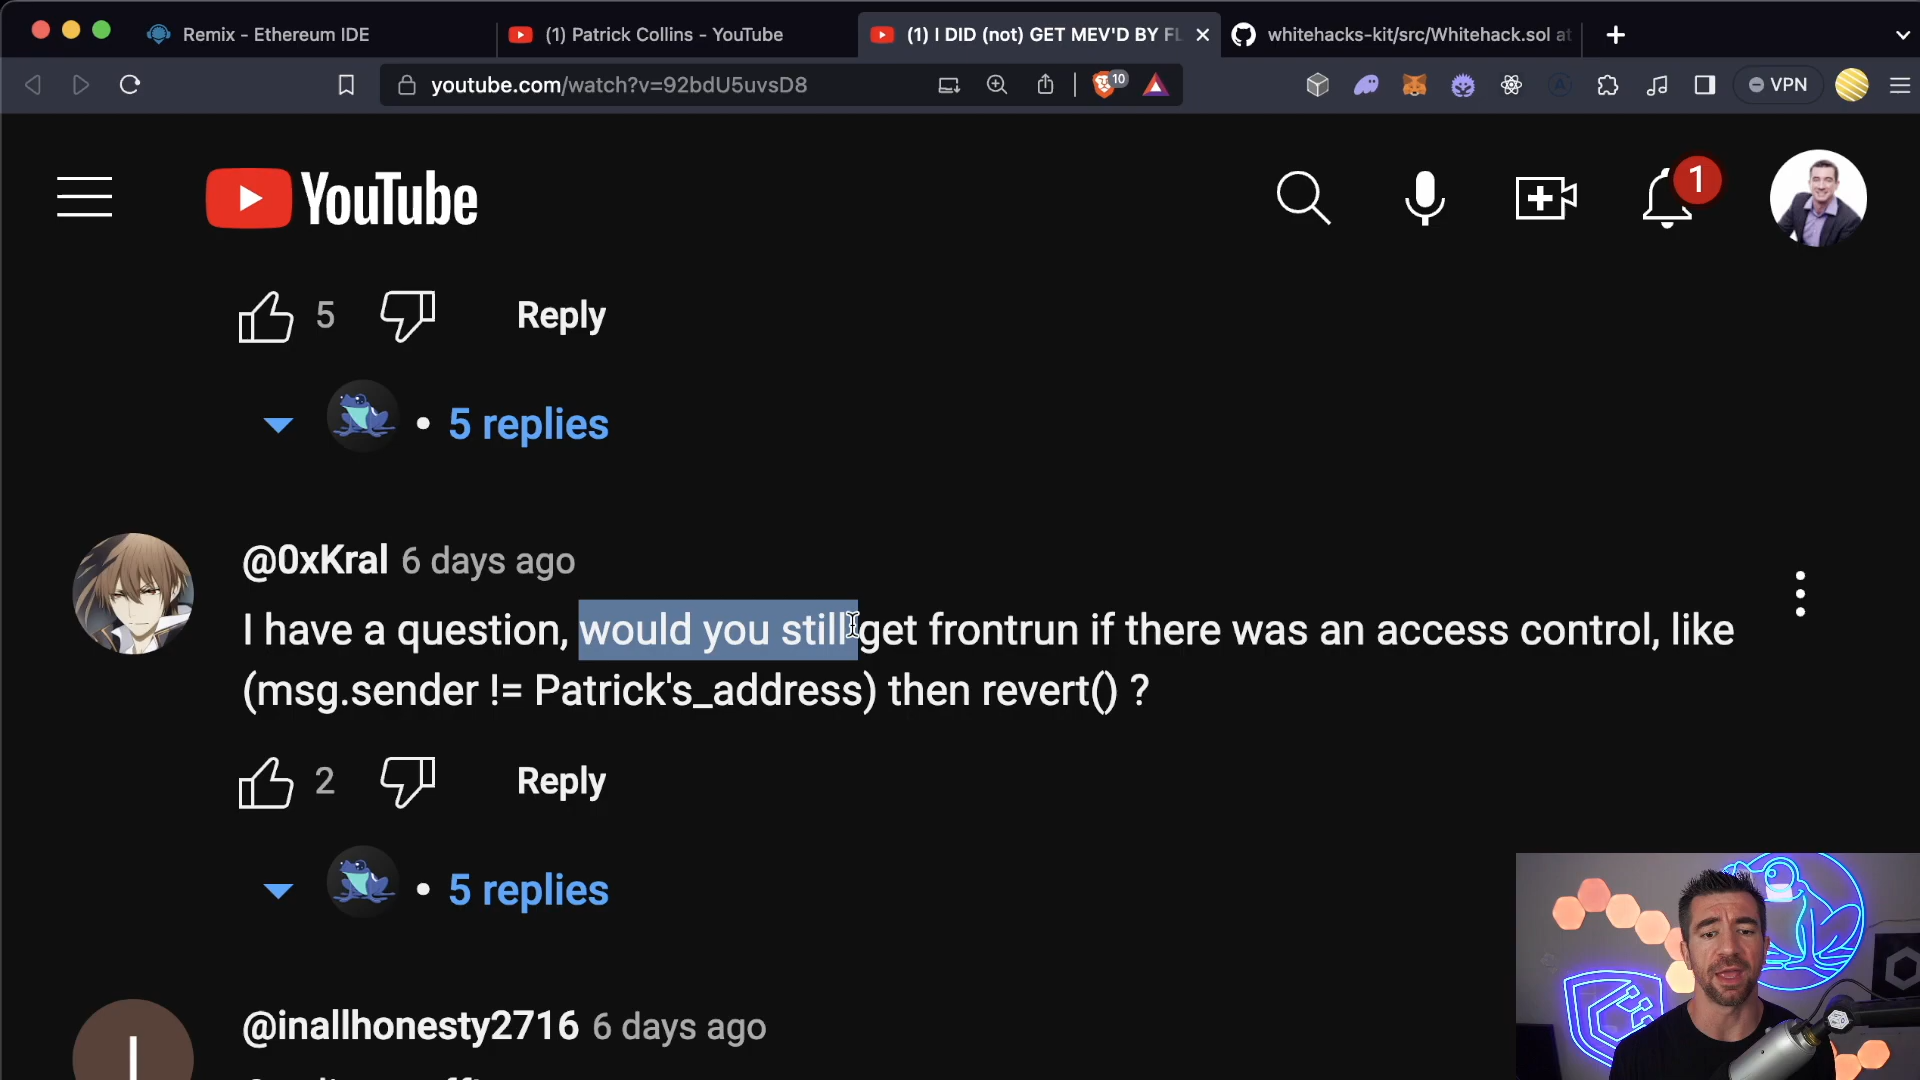 Remix - Ethereum IDE
(1) Patrick Collins - YouTube
(1) I DID (not) GET MEV'D BY FL
whitehacks-kit/src/Whitehack.sol at
youtube.com/watch?v=92bdU5uvsD8
10
VPN
YouTube
1
5
Reply
5 replies
@0xKral 6 days ago
I have a question, would you still get frontrun if there was an access control, like
(msg.sender != Patrick's_address) then revert() ?
2
Reply
5 replies
@inallhonesty2716 6 days ago